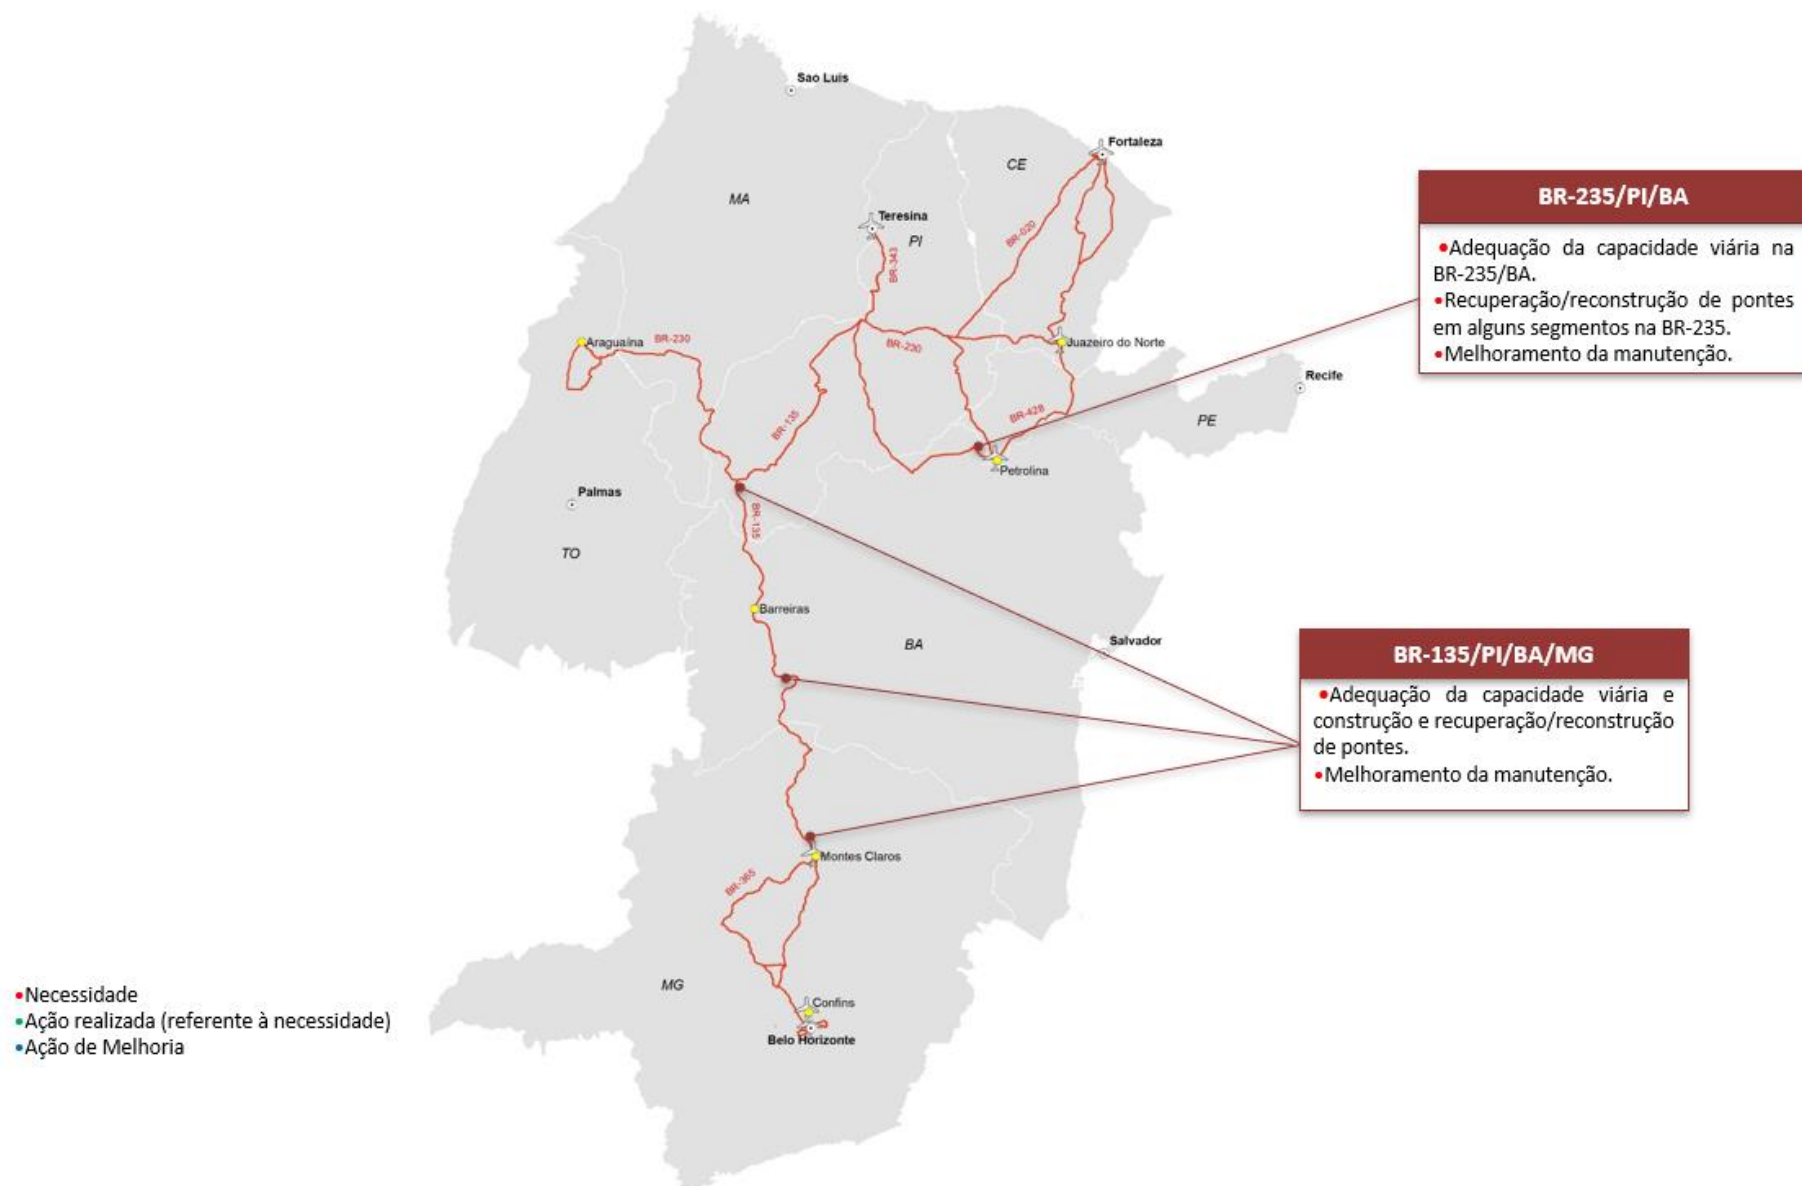 Sao Luis
Fortaleza
CE
MA
Teresina
PI
BR-020
BR-343
BR-235/PI/BA
•Adequação da capacidade viária na
BR-235/BA.
•Recuperação/reconstrução de pontes
em alguns segmentos na BR-235.
•Melhoramento da manutenção.
Araguaína
BR-230
BR-230
Juazeiro do Norte
Recife
BR-135
BR-428
PE
Petrolina
Palmas
BR-135
TO
Barreiras
BA
Salvador
BR-135/PI/BA/MG
•Adequação da capacidade viária e
construção e recuperação/reconstrução
de pontes.
•Melhoramento da manutenção.
Montes Claros
BR-365
MG
Confins
Belo Horizonte
•Necessidade
•Ação realizada (referente à necessidade)
•Ação de Melhoria